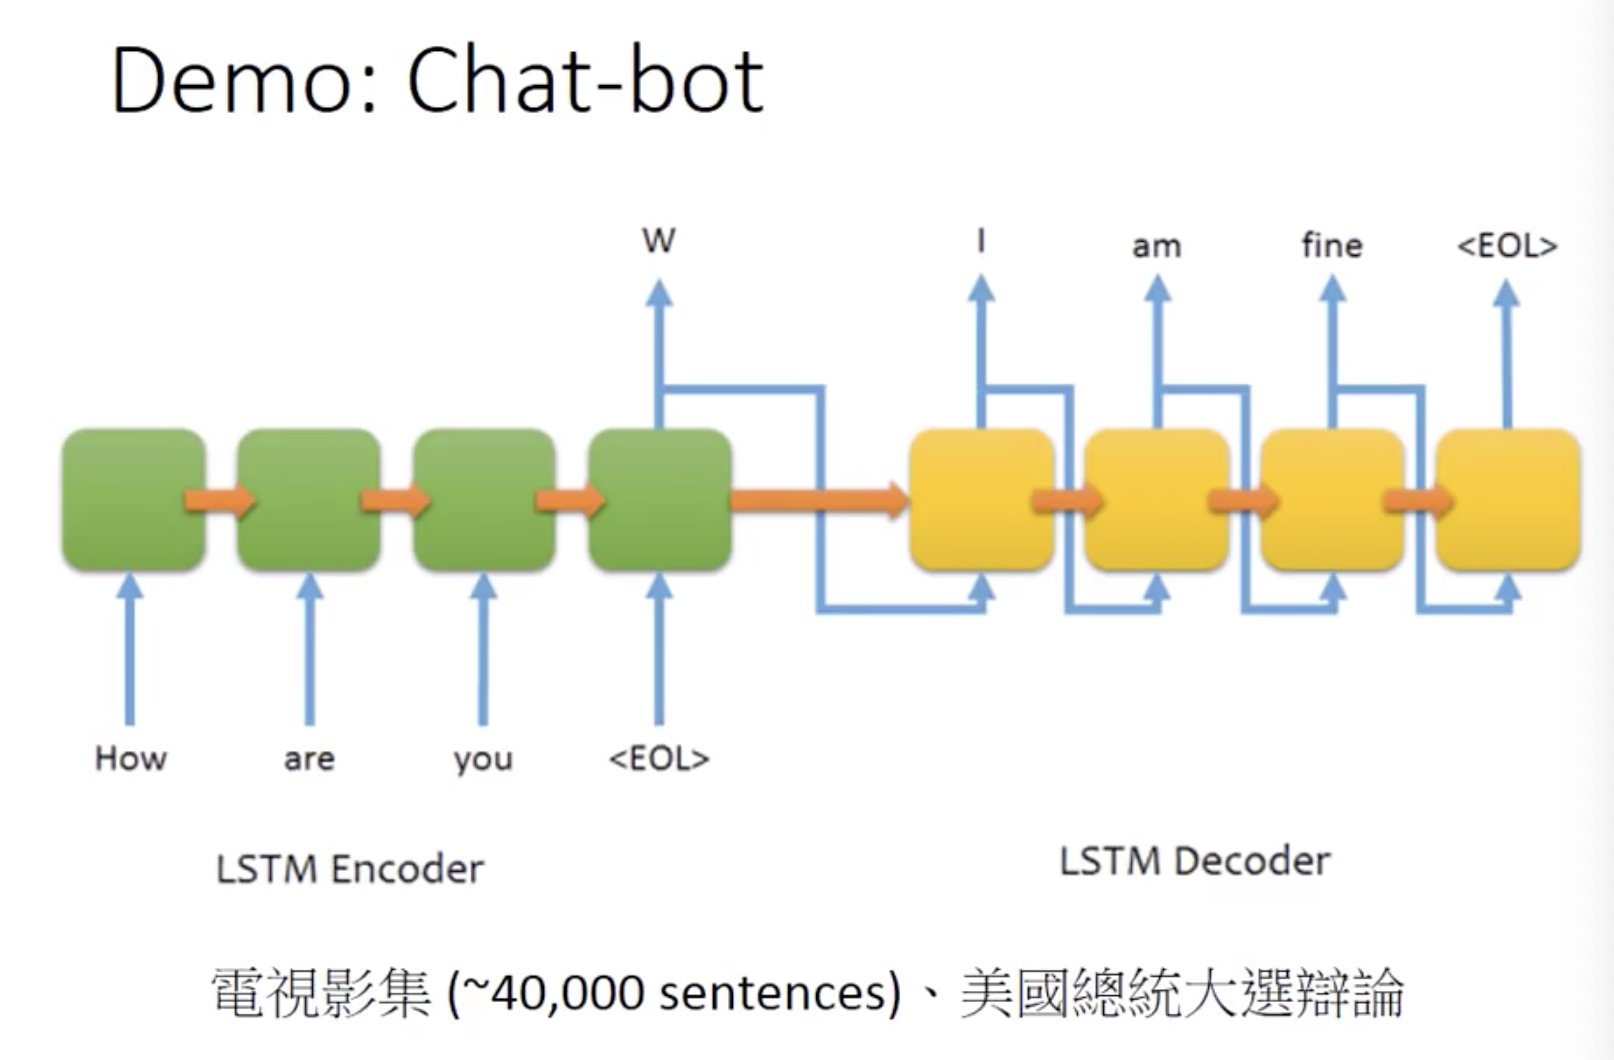 Demo: Chat-bot
W I am fine <EOL>
How are you <EOL>
LSTM Encoder LSTM Decoder
電視影集 (~40,000 sentences)、美國總統大選辯論